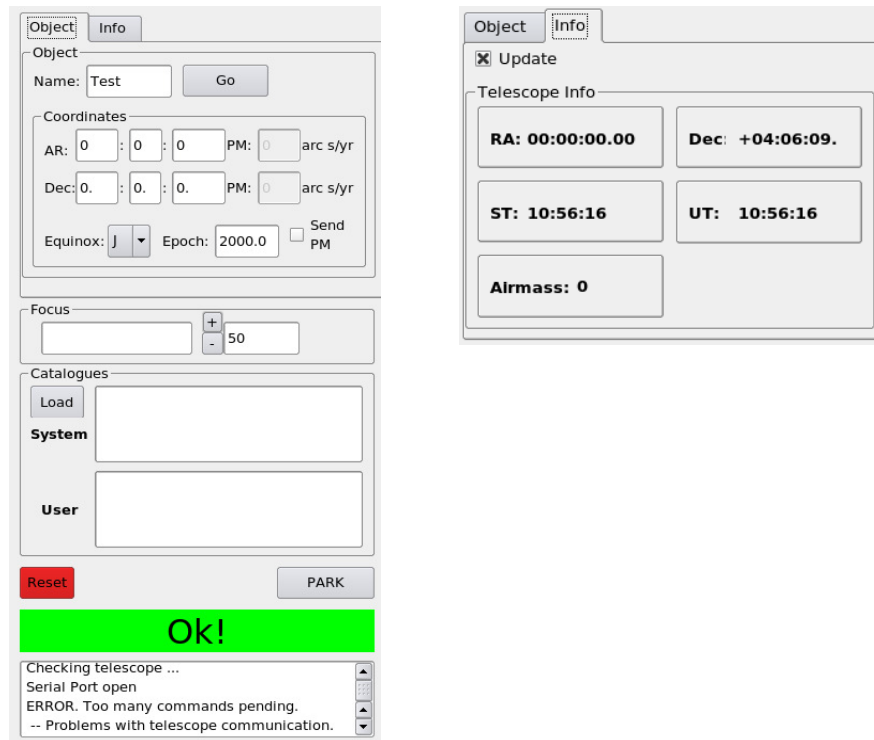 Object Info
Object
Name: Test Go
Coordinates
AR: 0 : 0 : 0 PM: 0 arc s/yr
Dec: 0. : 0. : 0. PM: 0 arc s/yr
Equinox: J Epoch: 2000.0 Send PM
Focus
+
- 50
Catalogues
Load
System
User
Reset PARK
Ok!
Checking telescope ...
Serial Port open
ERROR. Too many commands pending.
-- Problems with telescope communication.
Object Info
Update
Telescope Info
RA: 00:00:00.00 Dec: +04:06:09.
ST: 10:56:16 UT: 10:56:16
Airmass: 0